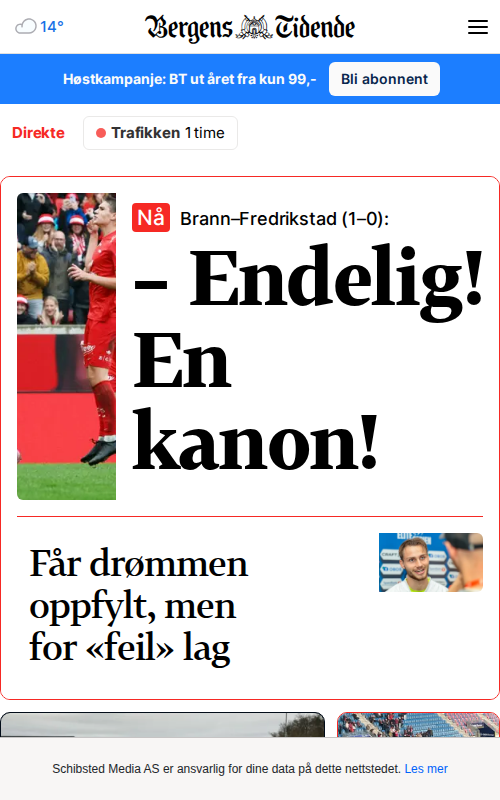 14°
Bergens Tidende
Høstkampanje: BT ut året fra kun 99,-
Bli abonnent
Direkte
Trafikken 1 time
Nå
Brann–Fredrikstad (1–0):
– Endelig!
En
kanon!
Får drømmen
oppfylt, men
for «feil» lag
Schibsted Media AS er ansvarlig for dine data på dette nettstedet. Les mer